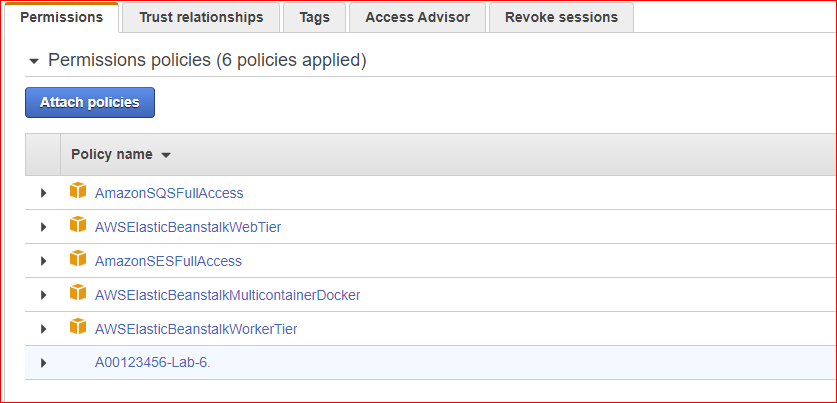 Permissions Trust relationships Tags Access Advisor Revoke sessions
Permissions policies (6 policies applied)
Attach policies
Policy name
AmazonSQSFullAccess
AWSElasticBeanstalkWebTier
AmazonSESFullAccess
AWSElasticBeanstalkMulticontainerDocker
AWSElasticBeanstalkWorkerTier
A00123456-Lab-6.